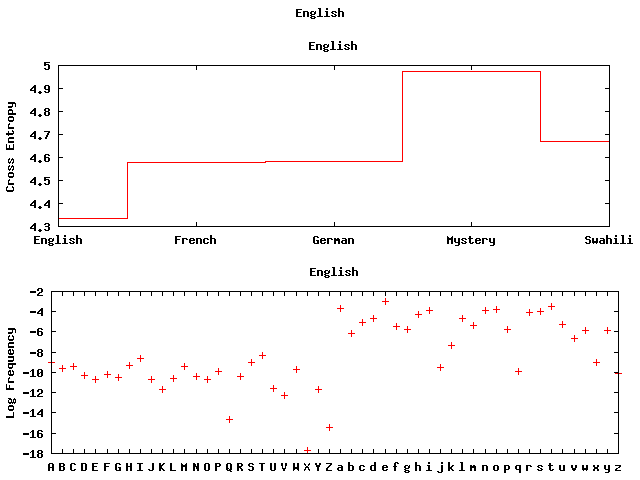 English
English
5
4.9
4.8
4.7
4.6
4.5
4.4
4.3
Cross Entropy
English French German Mystery Swahili
English
-2
-4
-6
-8
-10
-12
-14
-16
-18
Log Frequency
A B C D E F G H I J K L M N O P Q R S T U V W X Y Z a b c d e f g h i j k l m n o p q r s t u v w x y z